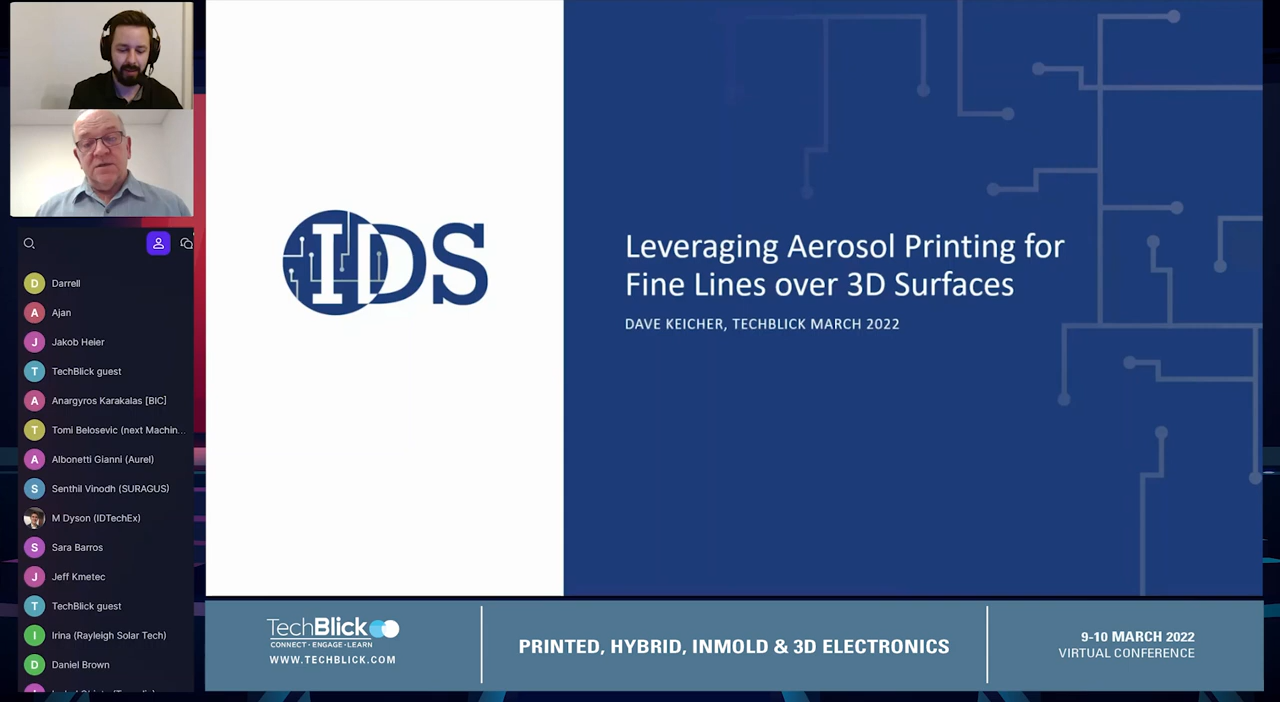 IDS
Leveraging Aerosol Printing for
Fine Lines over 3D Surfaces
DAVE KEICHER, TECHBLICK MARCH 2022
D Darrell
A Ajan
J Jakob Heier
T TechBlick guest
A Anargyros Karakalas [BIC]
T Tomi Belosevic (next Machin...
A Albonetti Gianni (Aurel)
S Senthil Vinodh (SURAGUS)
M Dyson (IDTechEx)
S Sara Barros
J Jeff Kmetec
T TechBlick guest
I Irina (Rayleigh Solar Tech)
D Daniel Brown
TechBlick
CONNECT • ENGAGE • LEARN
WWW.TECHBLICK.COM
PRINTED, HYBRID, INMOLD & 3D ELECTRONICS
9-10 MARCH 2022
VIRTUAL CONFERENCE